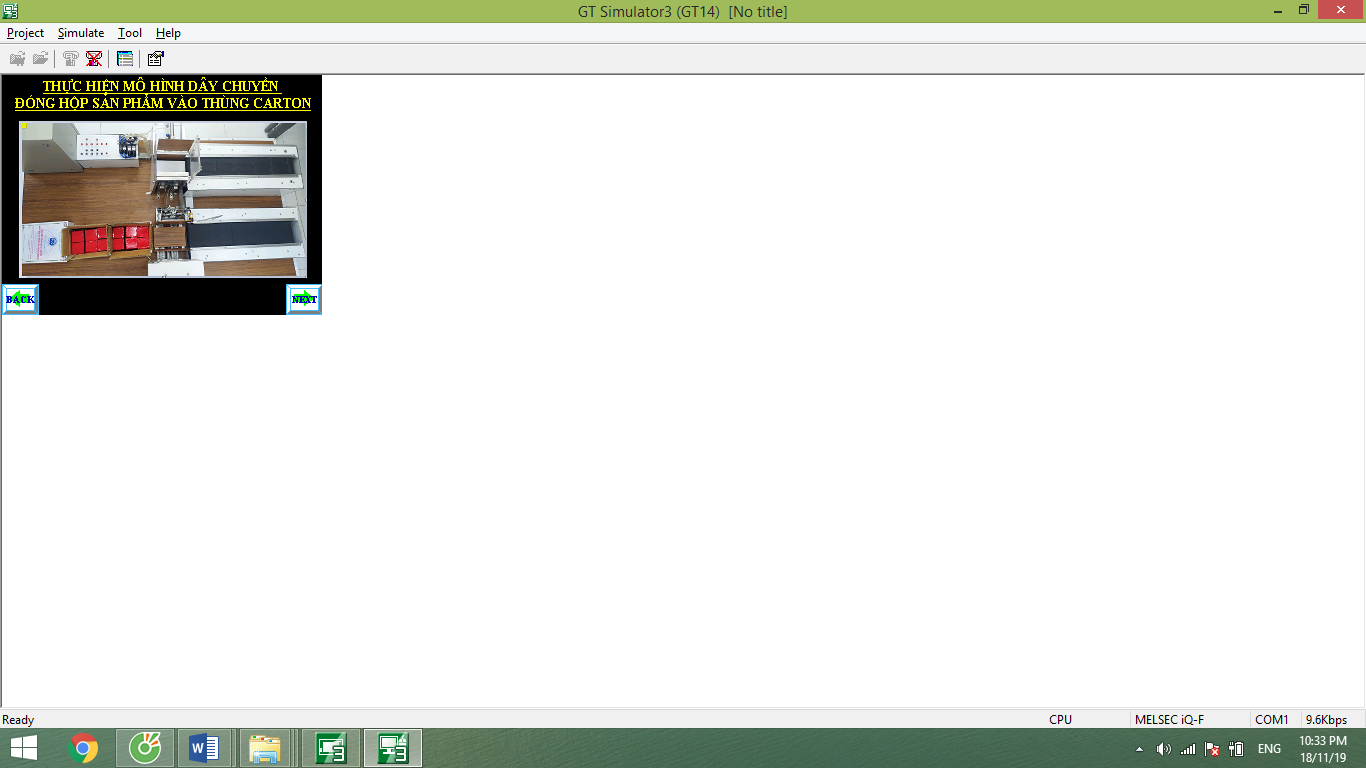 GT Simulator3 (GT14) [No title]
Project Simulate Tool Help
THỰC HIỆN MÔ HÌNH DÂY CHUYỀN
ĐÓNG HỘP SẢN PHẨM VÀO THÙNG CARTON
BACK NEXT
Ready CPU MELSEC iQ-F COM1 9.6Kbps
ENG 10:33 PM
18/11/19